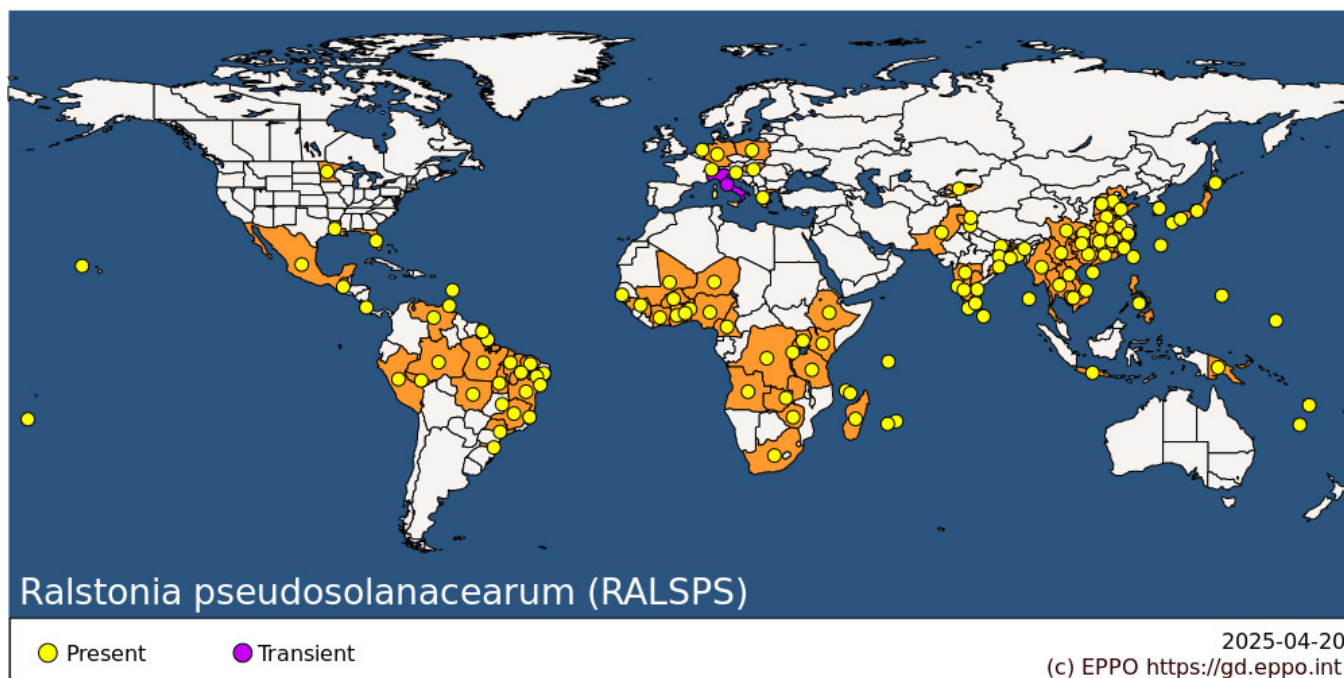 Ralstonia pseudosolanacearum (RALSPS)
Present
Transient
2025-04-20
(c) EPPO https://gd.eppo.int